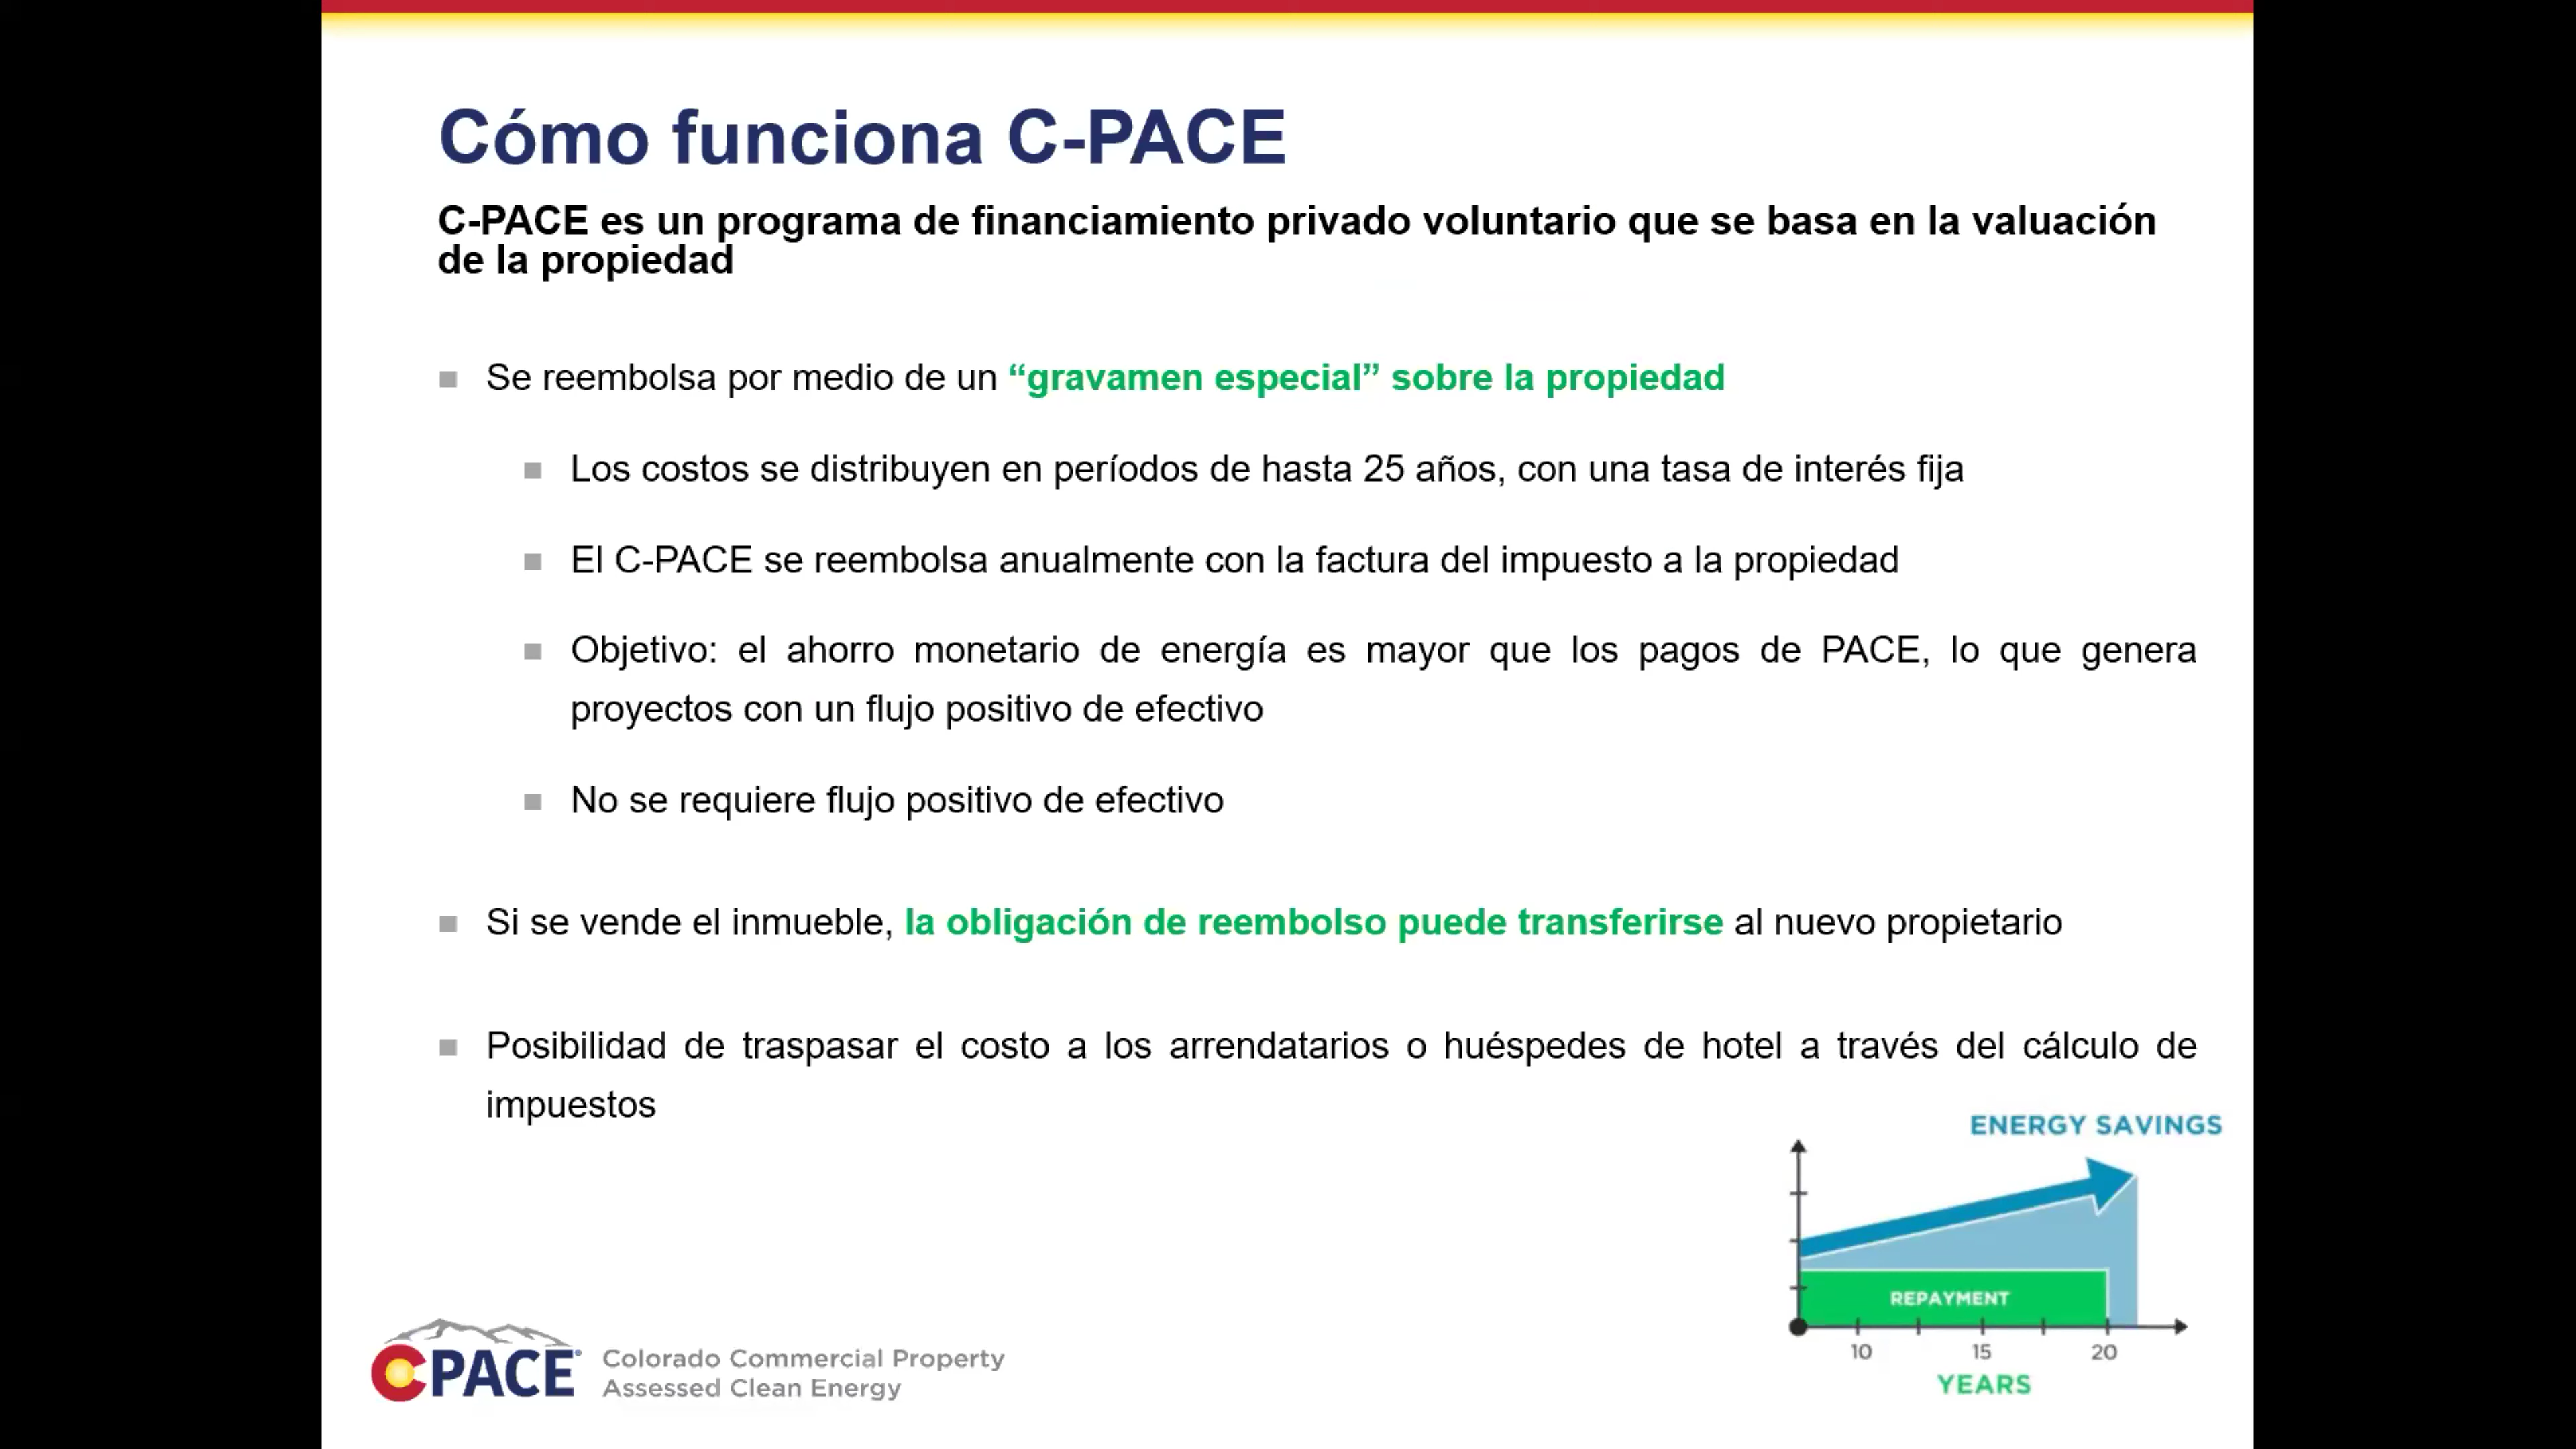 Cómo funciona C-PACE
C-PACE es un programa de financiamiento privado voluntario que se basa en la valuación
de la propiedad
Se reembolsa por medio de un “gravamen especial” sobre la propiedad
Los costos se distribuyen en períodos de hasta 25 años, con una tasa de interés fija
El C-PACE se reembolsa anualmente con la factura del impuesto a la propiedad
Objetivo: el ahorro monetario de energía es mayor que los pagos de PACE, lo que genera
proyectos con un flujo positivo de efectivo
No se requiere flujo positivo de efectivo
Si se vende el inmueble, la obligación de reembolso puede transferirse al nuevo propietario
Posibilidad de traspasar el costo a los arrendatarios o huéspedes de hotel a través del cálculo de
impuestos
ENERGY SAVINGS
REPAYMENT
10 15 20
YEARS
CPACE®
Colorado Commercial Property
Assessed Clean Energy